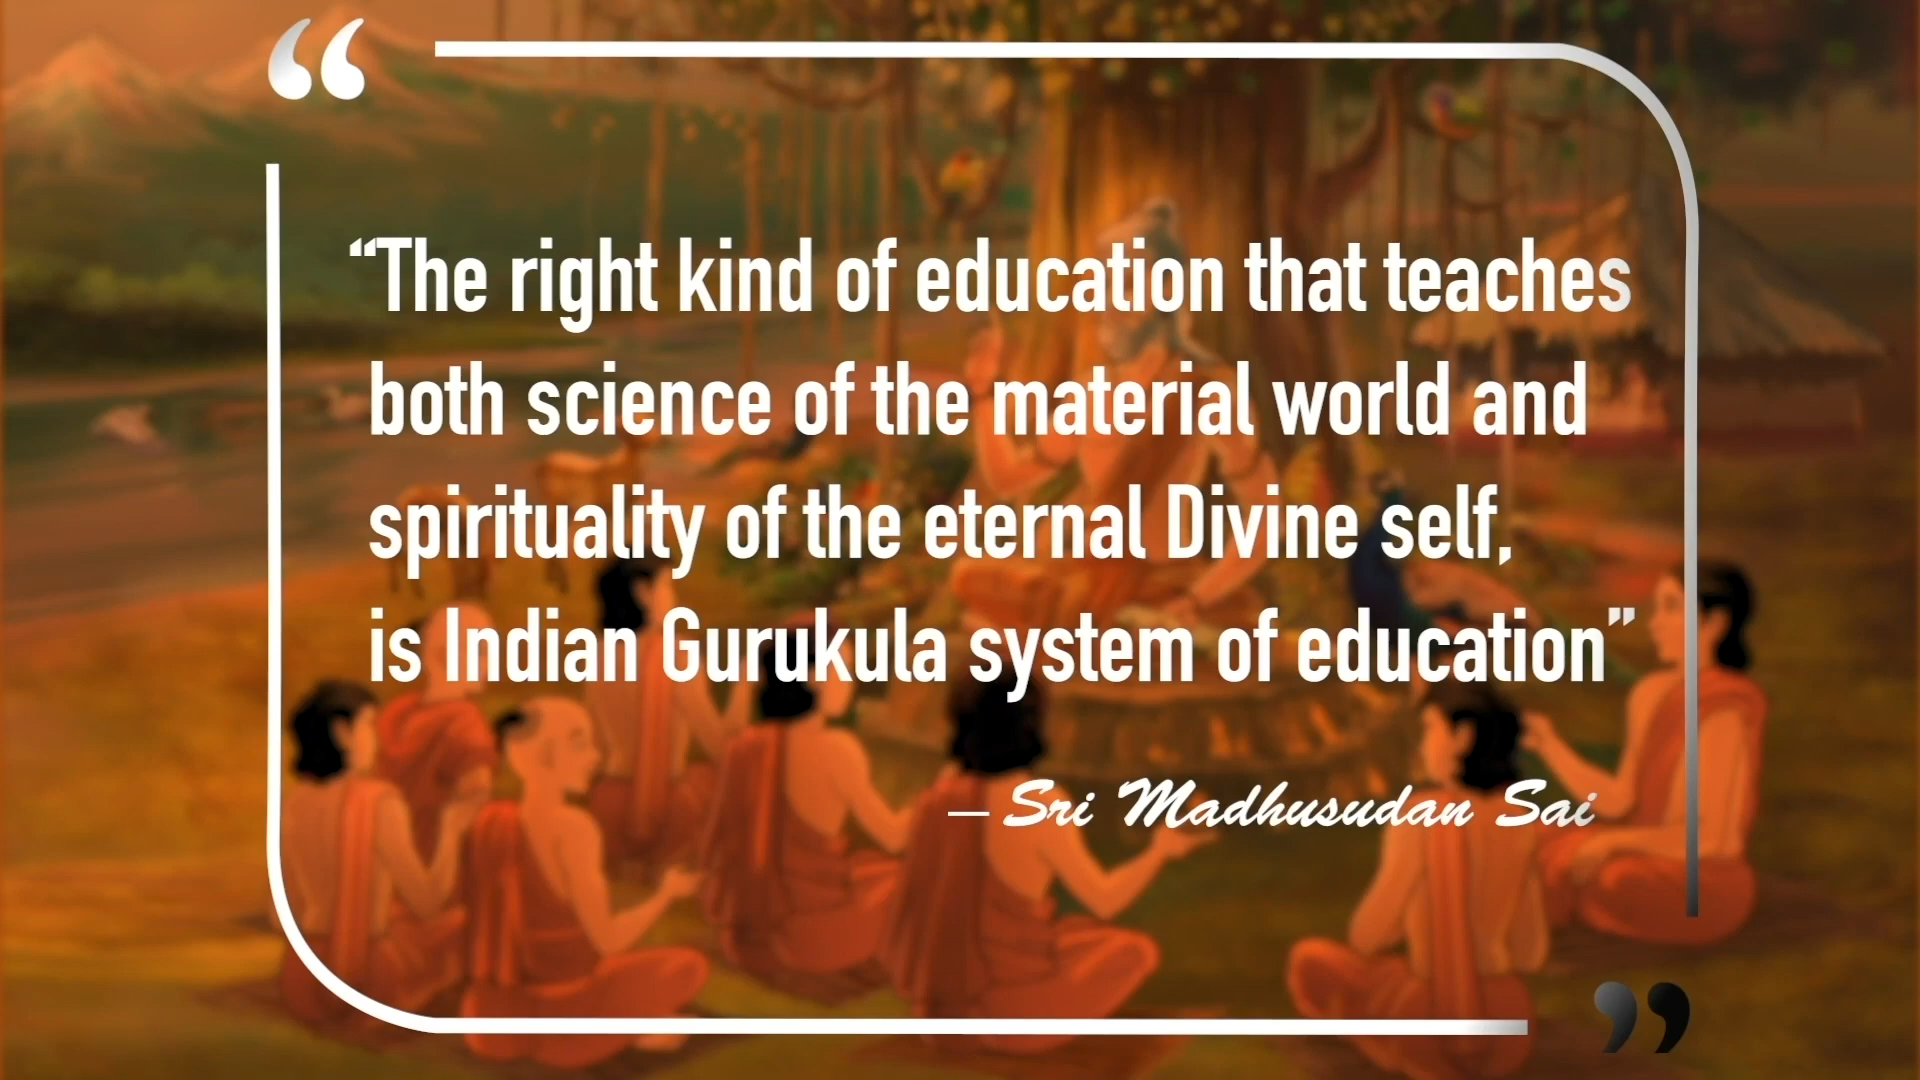 “The right kind of education that teaches
both science of the material world and
spirituality of the eternal Divine self,
is Indian Gurukula system of education”
— Sri Madhusudan Sai